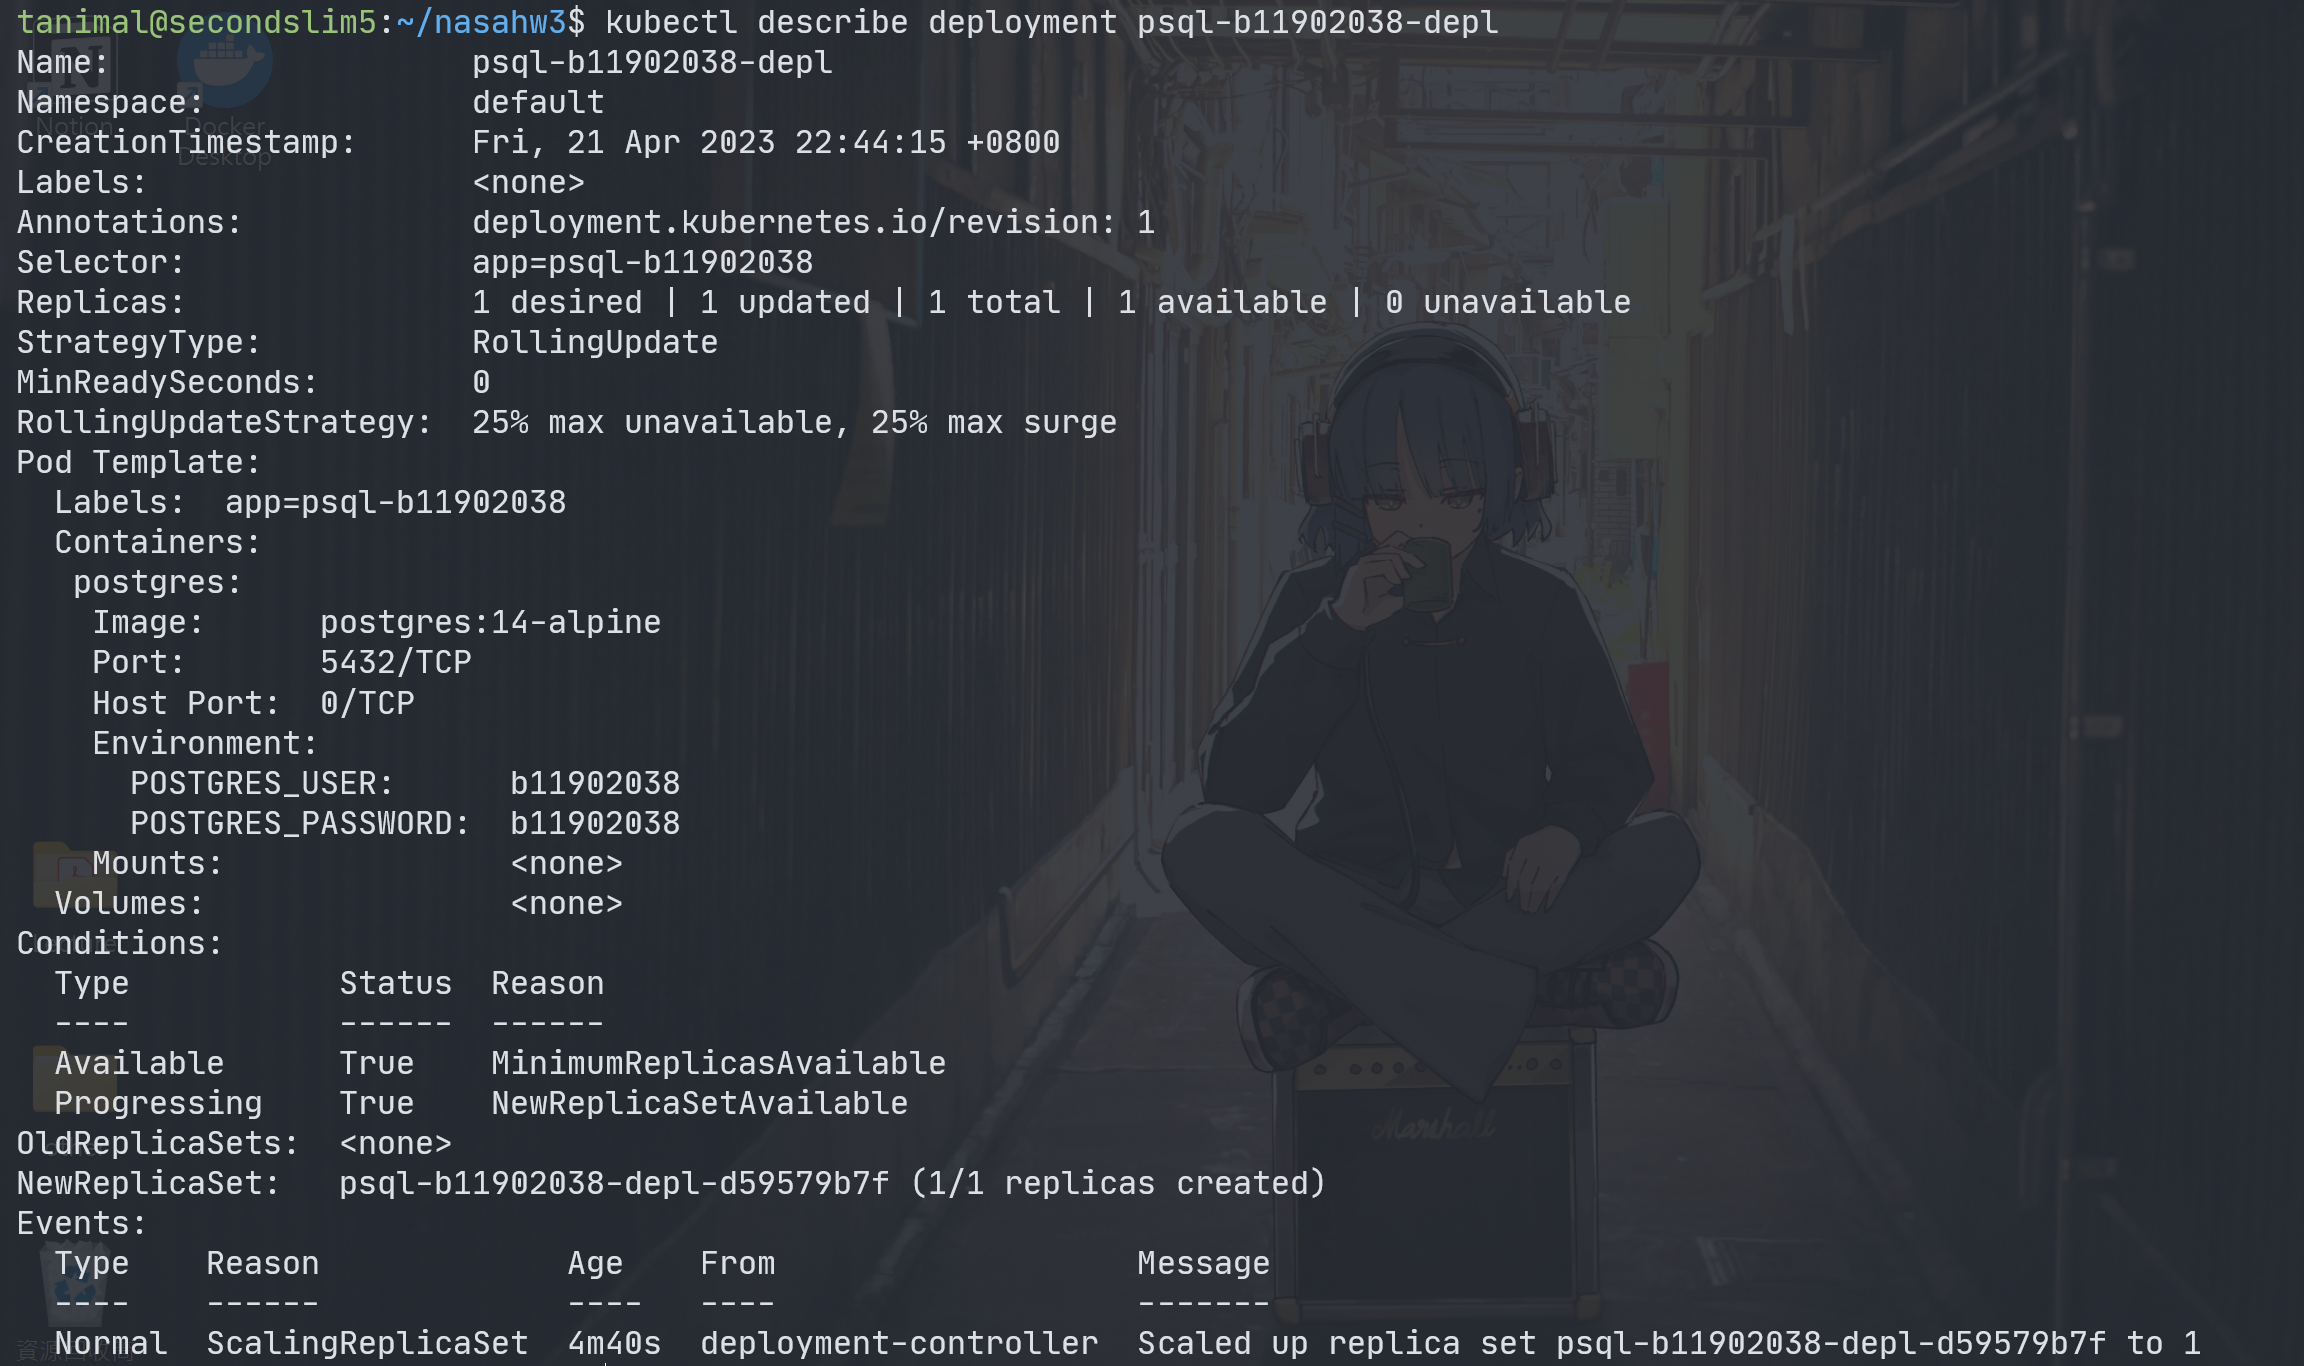 tanimal@secondslim5:~/nasahw3$ kubectl describe deployment psql-b11902038-depl
Name:                   psql-b11902038-depl
Namespace:              default
CreationTimestamp:      Fri, 21 Apr 2023 22:44:15 +0800
Labels:                 <none>
Annotations:            deployment.kubernetes.io/revision: 1
Selector:               app=psql-b11902038
Replicas:               1 desired | 1 updated | 1 total | 1 available | 0 unavailable
StrategyType:           RollingUpdate
MinReadySeconds:        0
RollingUpdateStrategy:  25% max unavailable, 25% max surge
Pod Template:
  Labels:  app=psql-b11902038
  Containers:
   postgres:
    Image:      postgres:14-alpine
    Port:       5432/TCP
    Host Port:  0/TCP
    Environment:
      POSTGRES_USER:      b11902038
      POSTGRES_PASSWORD:  b11902038
    Mounts:               <none>
  Volumes:                <none>
Conditions:
  Type           Status  Reason
  ----           ------  ------
  Available      True    MinimumReplicasAvailable
  Progressing    True    NewReplicaSetAvailable
OldReplicaSets:  <none>
NewReplicaSet:   psql-b11902038-depl-d59579b7f (1/1 replicas created)
Events:
  Type    Reason             Age   From                   Message
  ----    ------             ----  ----                   -------
  Normal  ScalingReplicaSet  4m40s  deployment-controller  Scaled up replica set psql-b11902038-depl-d59579b7f to 1
Notion
Docker
Desktop
Marshall